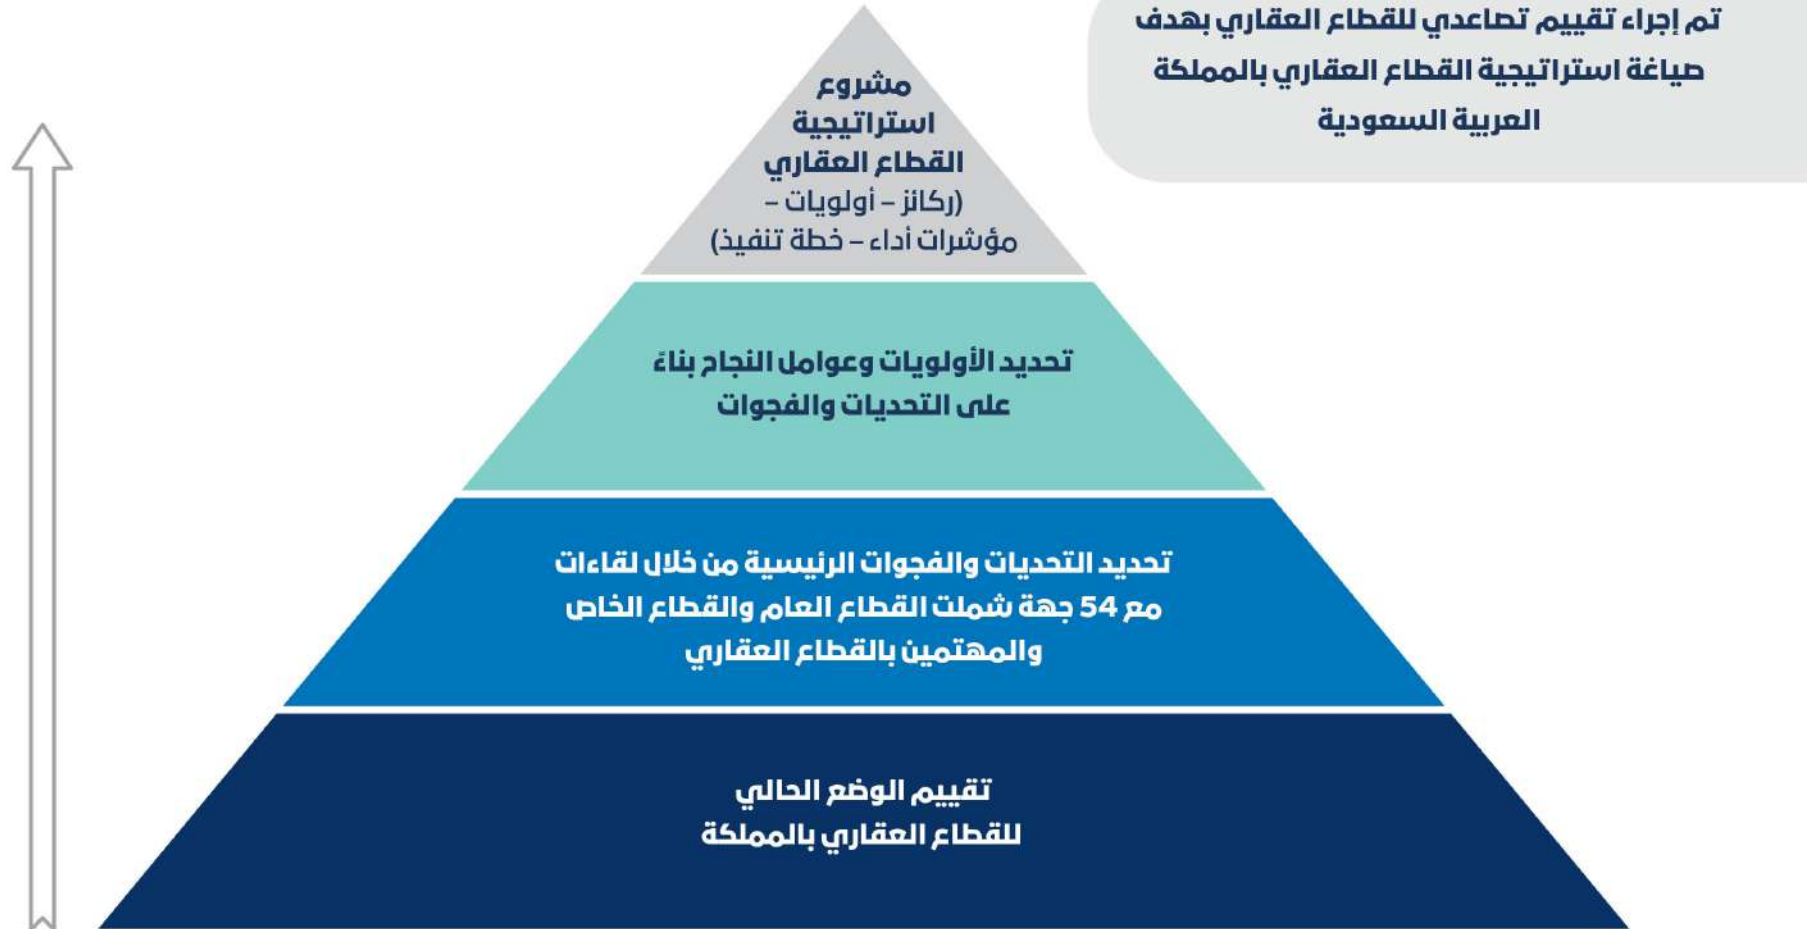 تم إجراء تقييم تصاعدي للقطاع العقاري بهدف
صياغة استراتيجية القطاع العقاري بالمملكة
العربية السعودية
مشروع
استراتيجية
القطاع العقاري
(ركائز – أولويات –
مؤشرات أداء – خطة تنفيذ)
تحديد الأولويات وعوامل النجاح بناءً
على التحديات والفجوات
تحديد التحديات والفجوات الرئيسية من خلال لقاءات
مع 54 جهة شملت القطاع العام والقطاع الخاص
والمهتمين بالقطاع العقاري
تقييم الوضع الحالي
للقطاع العقاري بالمملكة